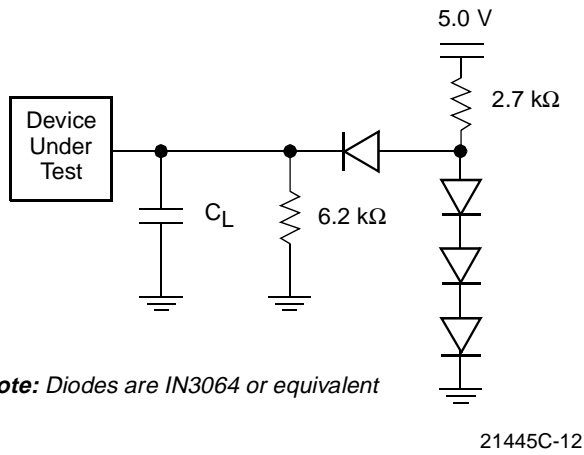 5.0 V
2.7 kΩ
Device
Under
Test
C_L
6.2 kΩ
ote: Diodes are IN3064 or equivalent
21445C-12